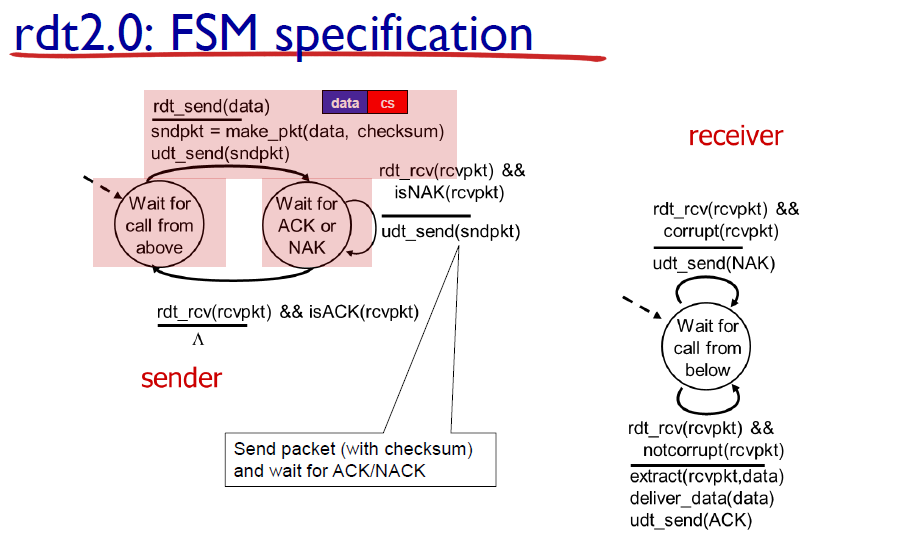 rdt2.0: FSM specification
rdt_send(data)
data cs
sndpkt = make_pkt(data, checksum)
udt_send(sndpkt)
rdt_rcv(rcvpkt) &&
isNAK(rcvpkt)
udt_send(sndpkt)
Wait for
call from
above
Wait for
ACK or
NAK
rdt_rcv(rcvpkt) && isACK(rcvpkt)
Λ
sender
Send packet (with checksum)
and wait for ACK/NACK
receiver
rdt_rcv(rcvpkt) &&
corrupt(rcvpkt)
udt_send(NAK)
Wait for
call from
below
rdt_rcv(rcvpkt) &&
notcorrupt(rcvpkt)
extract(rcvpkt,data)
deliver_data(data)
udt_send(ACK)